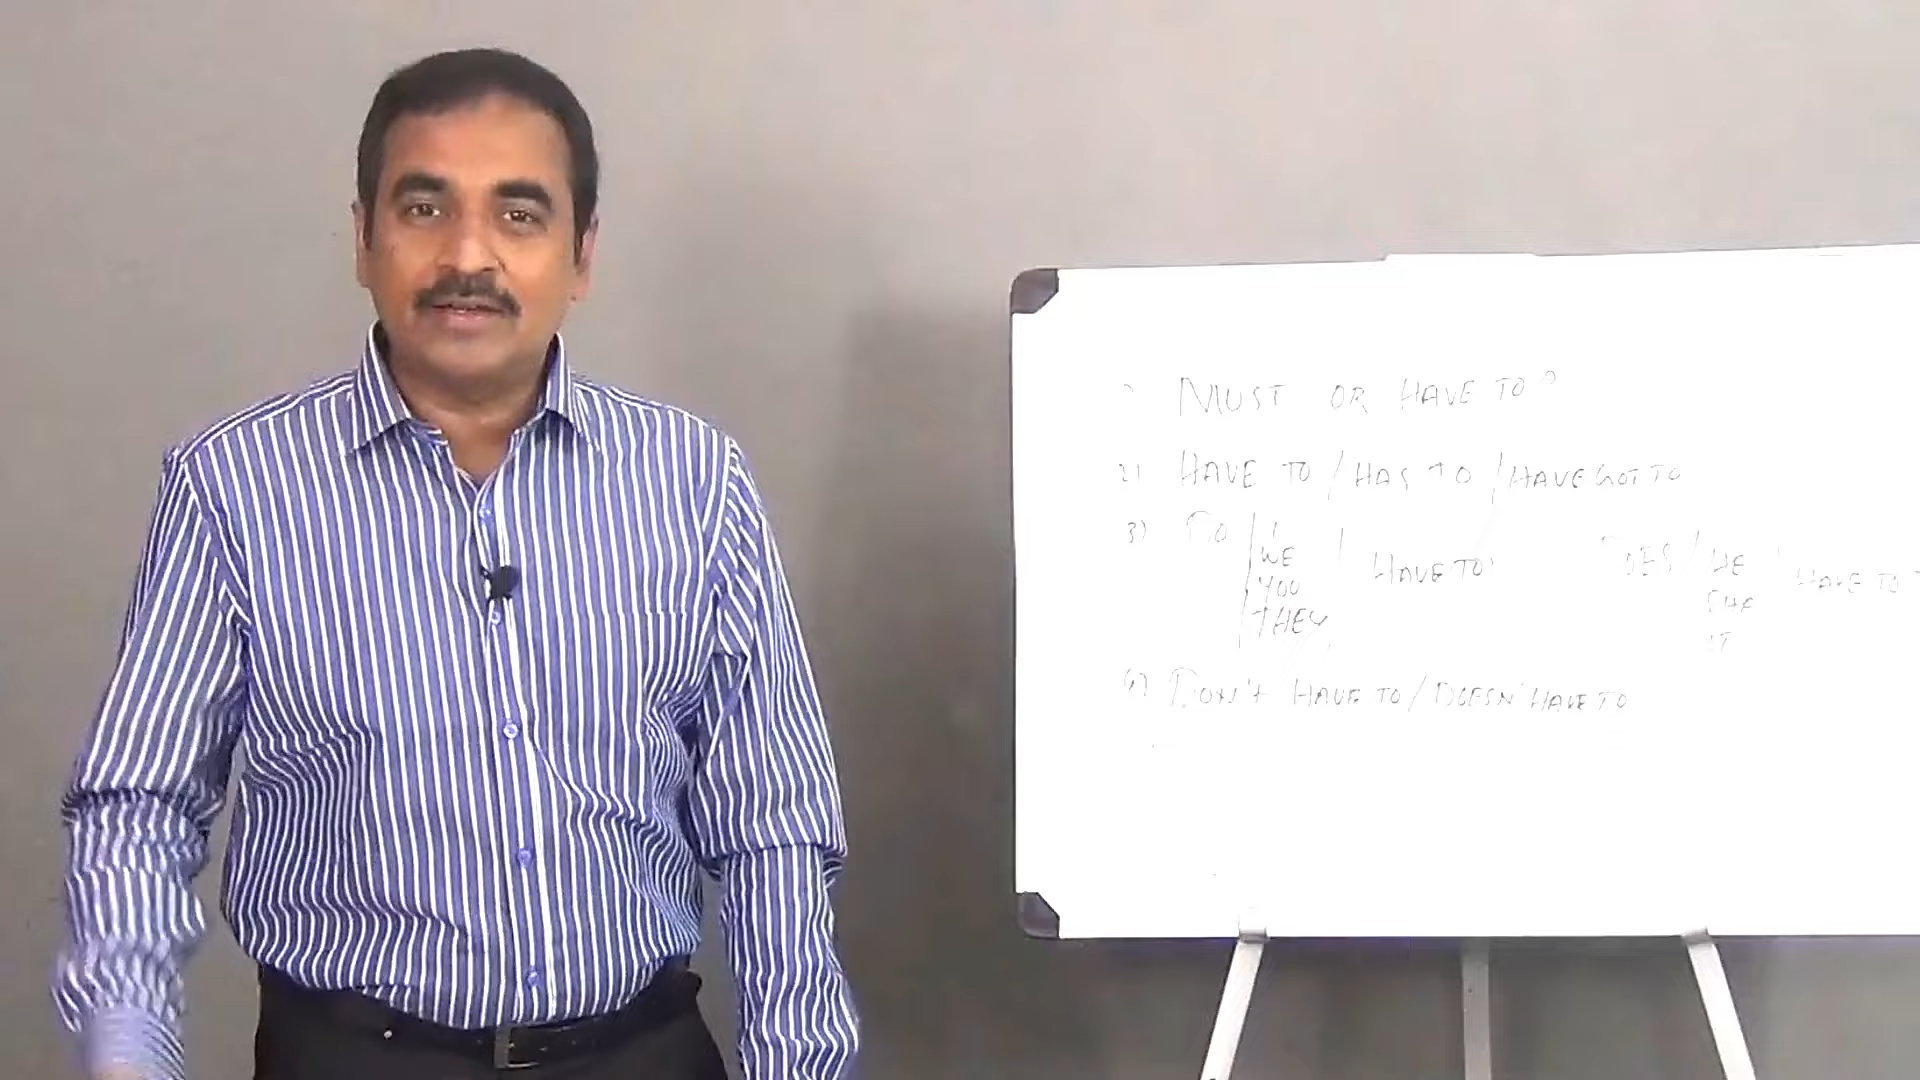 MUST OR HAVE TO?
2) HAVE TO / HAS TO / HAVE GOT TO
3) DO / I / HAVE TO DOES / HE / HAVE TO
WE SHE
YOU IT
THEY
4) DON'T HAVE TO / DOESN' HAVE TO